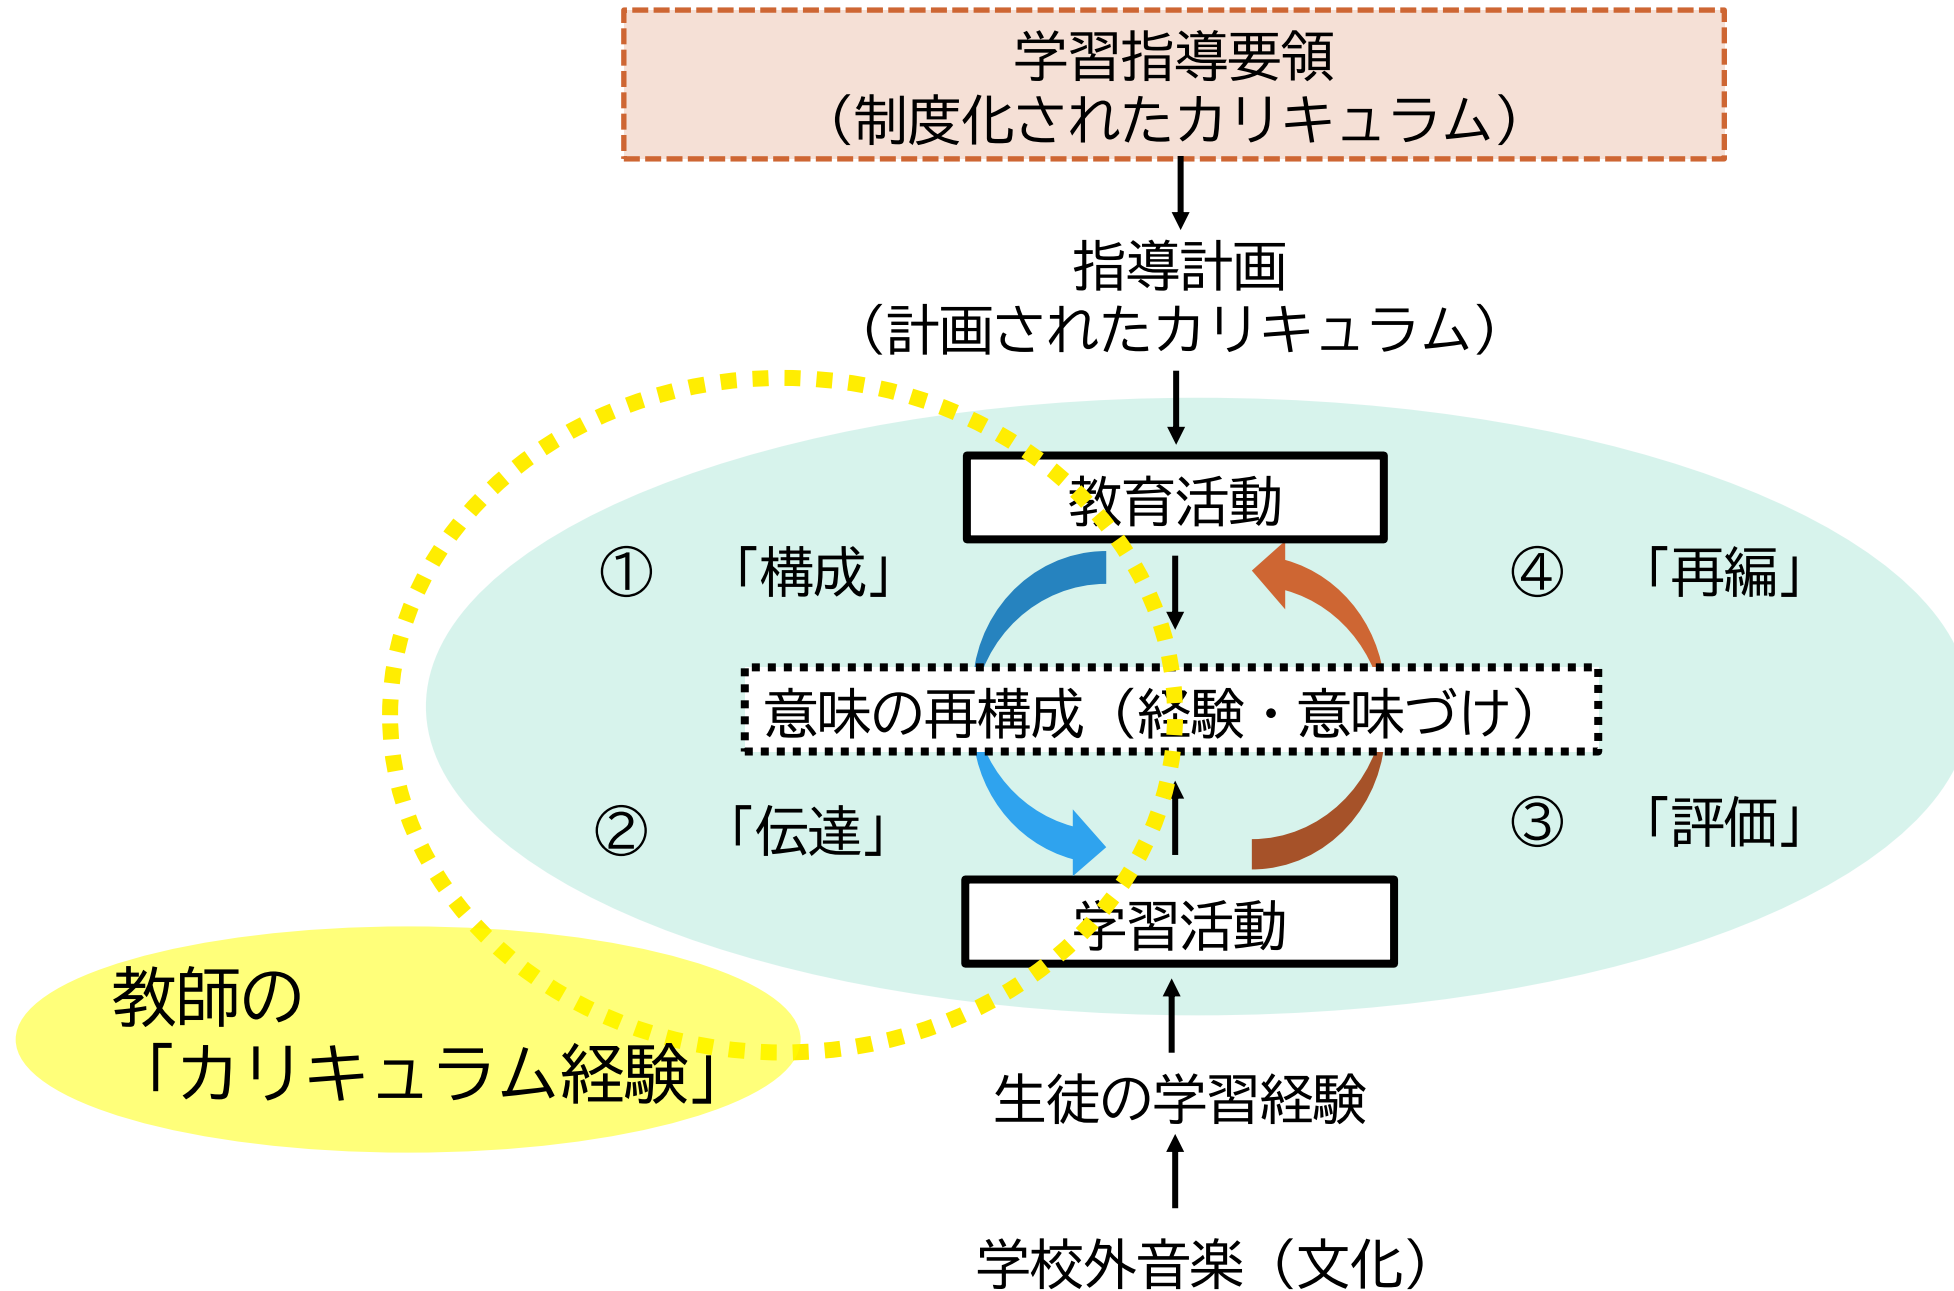 学習指導要領
（制度化されたカリキュラム）
指導計画
（計画されたカリキュラム）
教育活動
① 「構成」
④ 「再編」
意味の再構成（経験・意味づけ）
② 「伝達」
③ 「評価」
学習活動
教師の
「カリキュラム経験」
生徒の学習経験
学校外音楽（文化）